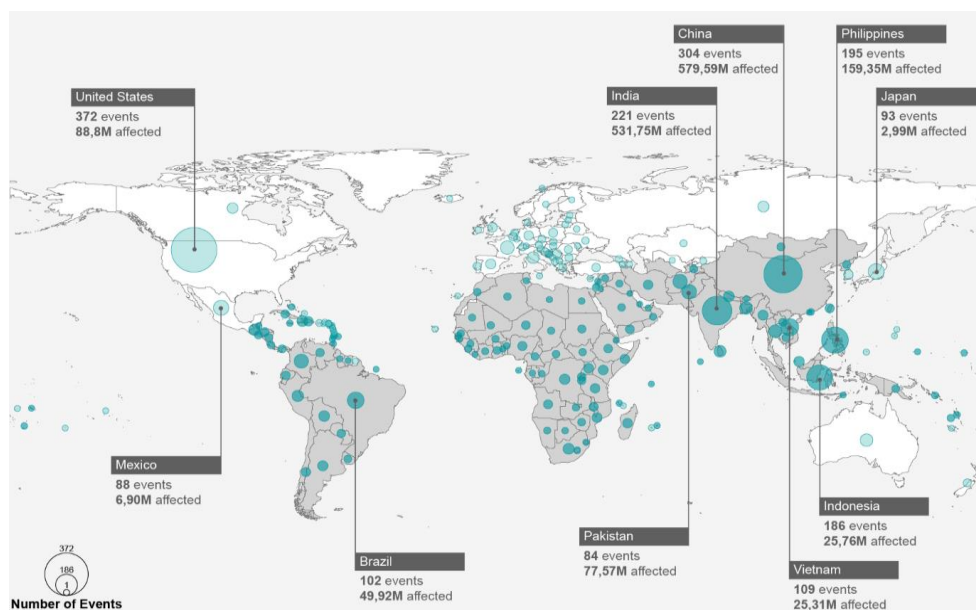 China
304 events
579,59M affected
Philippines
195 events
159,35M affected
United States
372 events
88,8M affected
India
221 events
531,75M affected
Japan
93 events
2,99M affected
Mexico
88 events
6,90M affected
Indonesia
186 events
25,76M affected
Pakistan
84 events
77,57M affected
Brazil
102 events
49,92M affected
Vietnam
109 events
25,31M affected
372
186
1
Number of Events